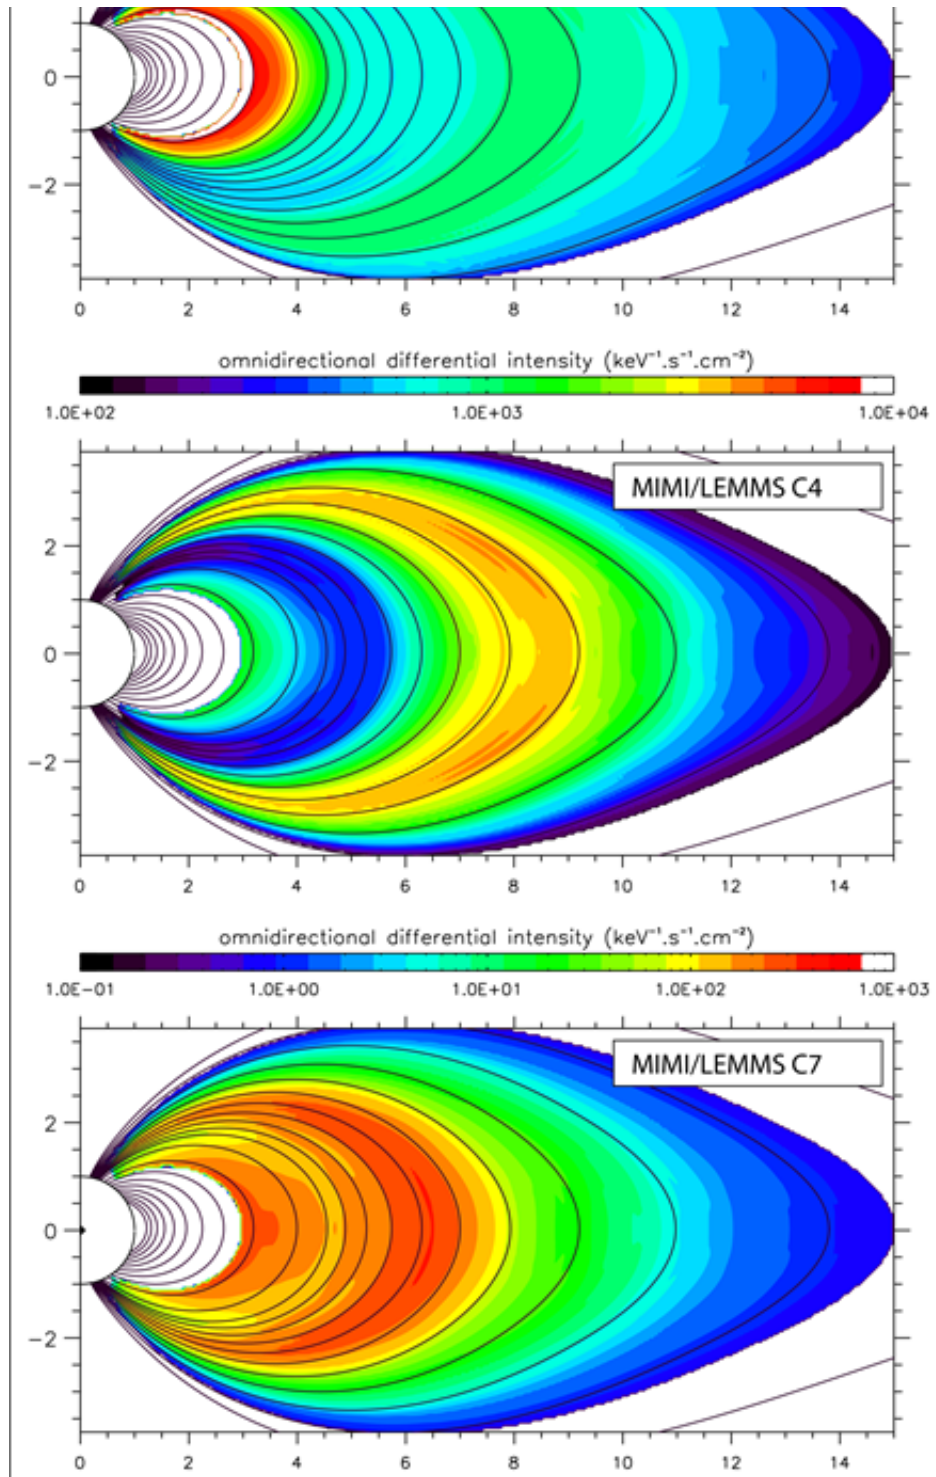 0
-2
0 2 4 6 8 10 12 14
omnidirectional differential intensity (keV⁻¹.s⁻¹.cm⁻²)
1.0E+02 1.0E+03 1.0E+04
MIMI/LEMMS C4
2
0
-2
0 2 4 6 8 10 12 14
omnidirectional differential intensity (keV⁻¹.s⁻¹.cm⁻²)
1.0E-01 1.0E+00 1.0E+01 1.0E+02 1.0E+03
MIMI/LEMMS C7
2
0
-2
0 2 4 6 8 10 12 14